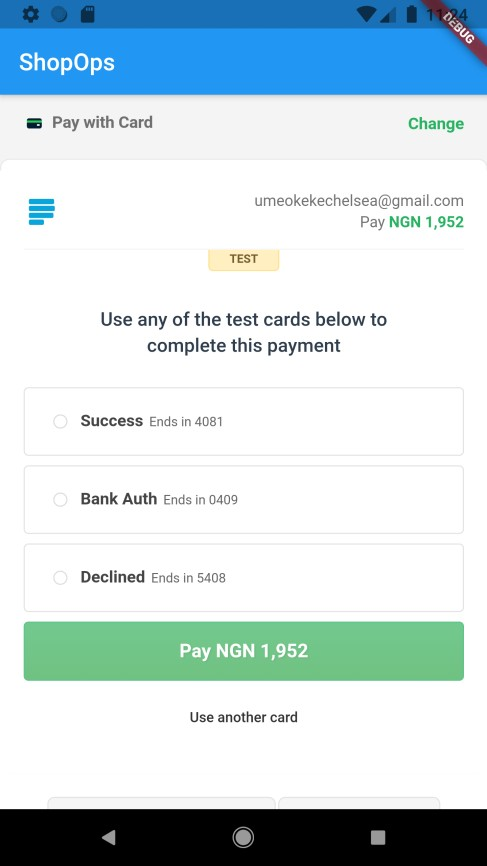 11:24
DEBUG
ShopOps
Pay with Card
Change
umeokekechelsea@gmail.com
Pay NGN 1,952
TEST
Use any of the test cards below to
complete this payment
Success Ends in 4081
Bank Auth Ends in 0409
Declined Ends in 5408
Pay NGN 1,952
Use another card